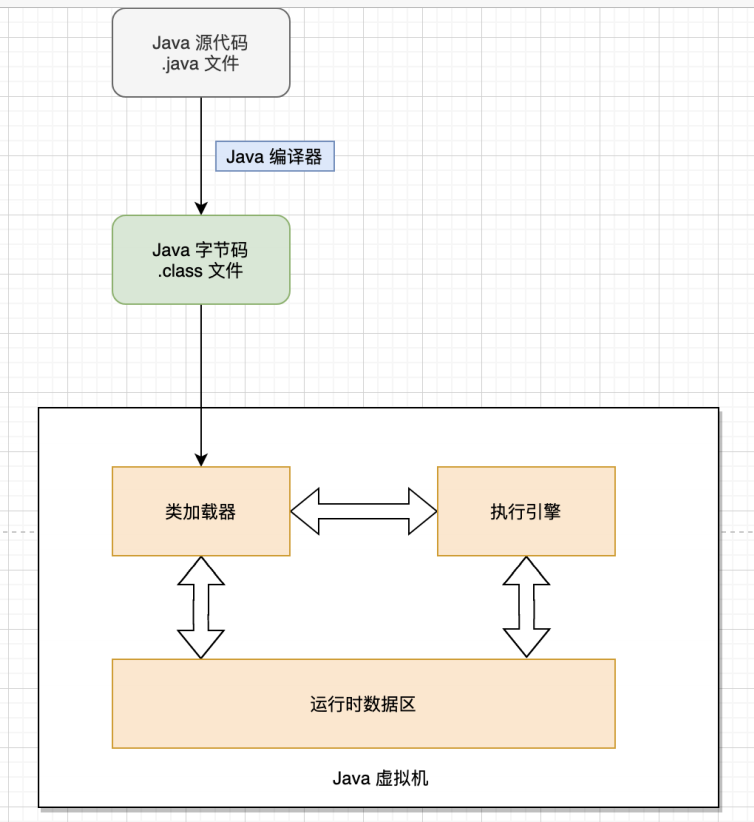 Java 源代码
.java 文件
Java 编译器
Java 字节码
.class 文件
类加载器
执行引擎
运行时数据区
Java 虚拟机